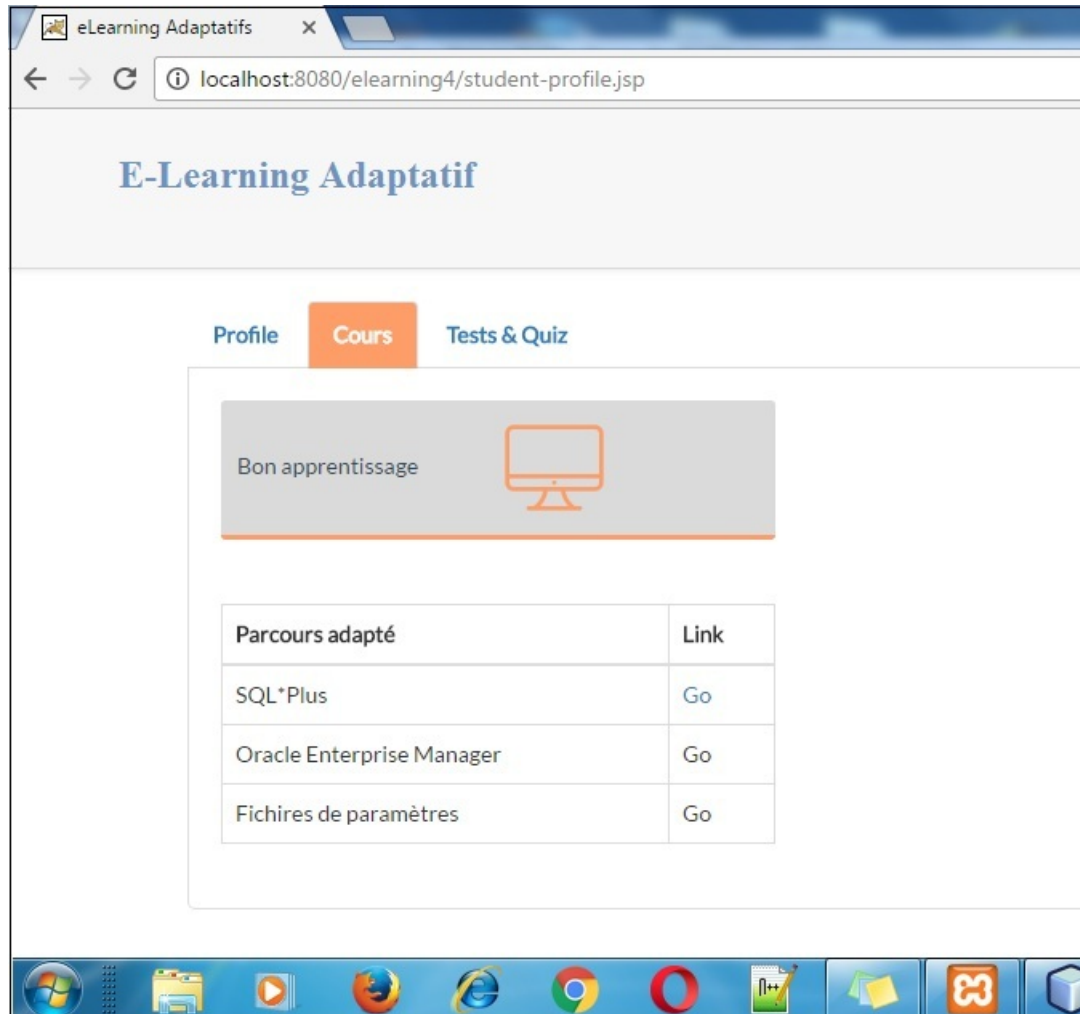 eLearning Adaptatifs
localhost:8080/elearning4/student-profile.jsp
E-Learning Adaptatif
Profile Cours Tests & Quiz
Bon apprentissage
Parcours adapté Link
SQL*Plus Go
Oracle Enterprise Manager Go
Fichires de paramètres Go